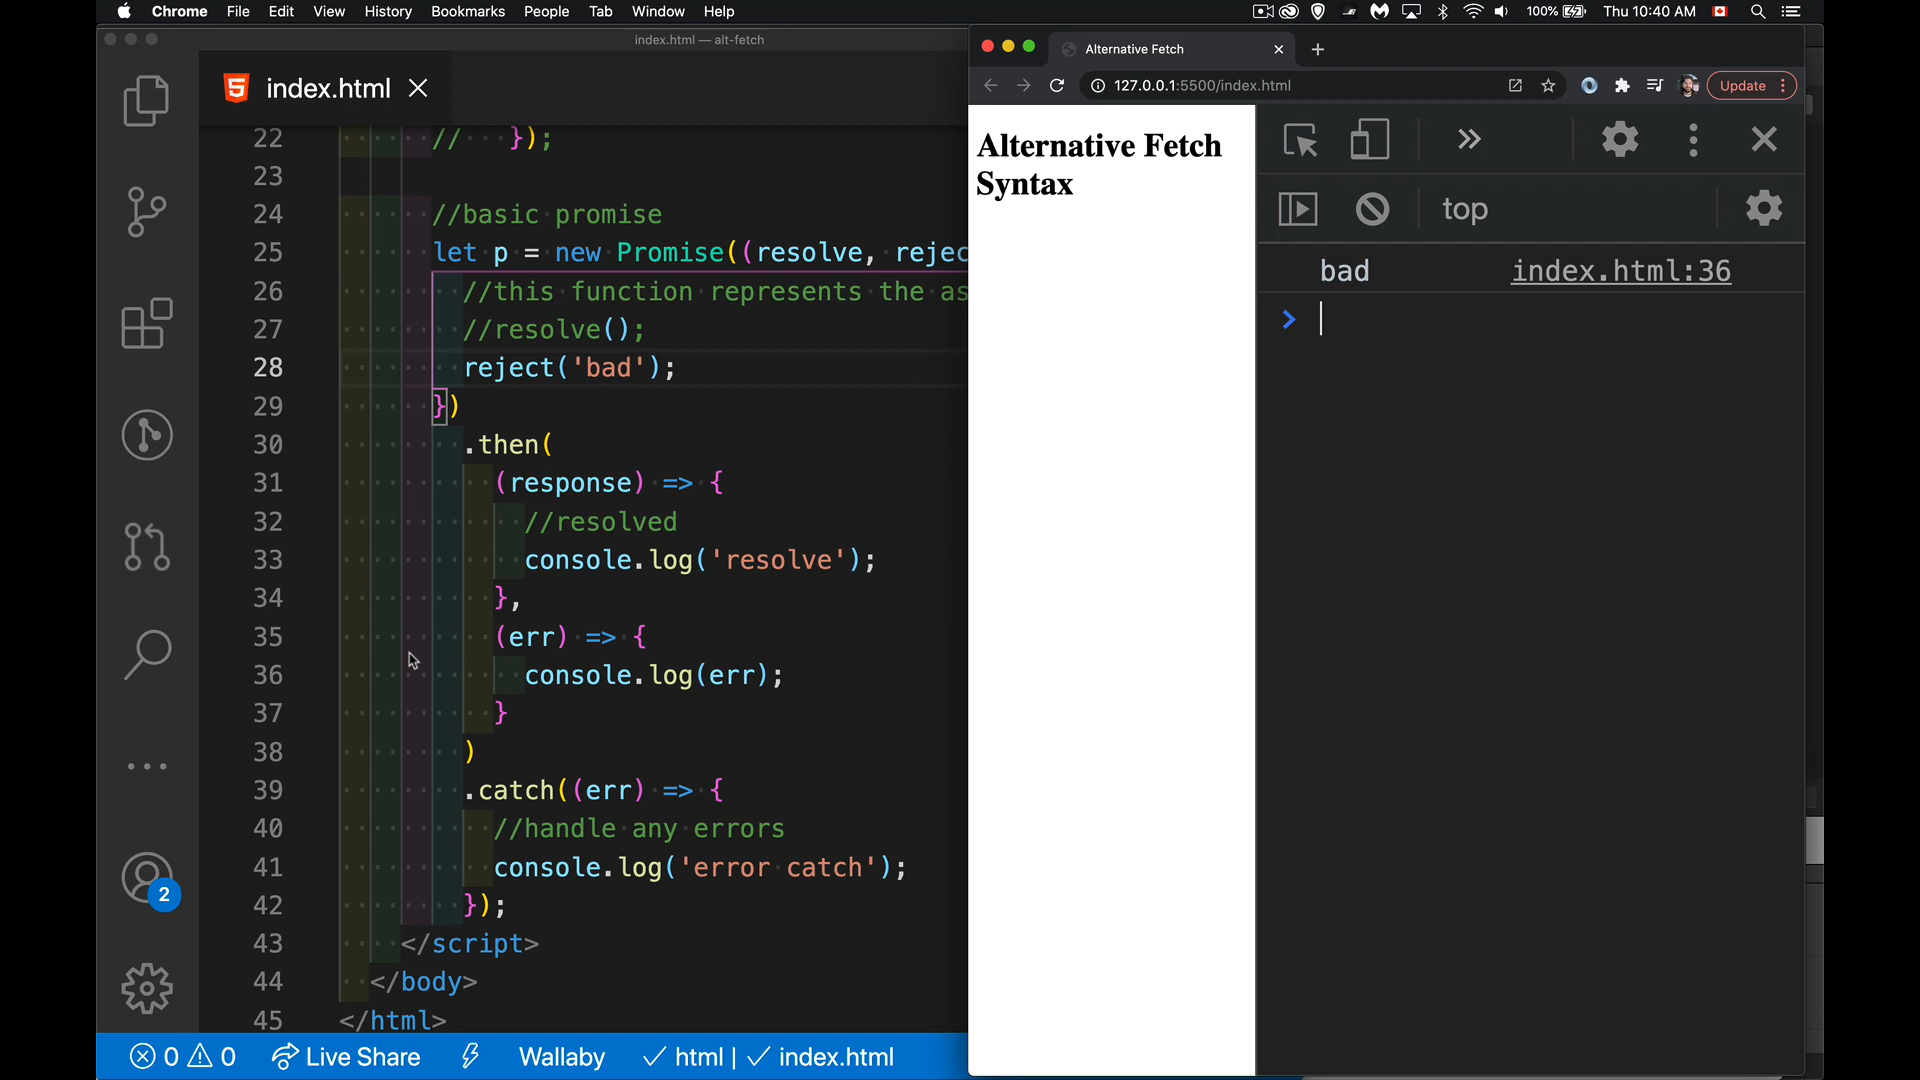 Chrome File Edit View History Bookmarks People Tab Window Help 100% Thu 10:40 AM
index.html — alt-fetch
index.html
22 // });
23
24 //basic promise
25 let p = new Promise((resolve, rejec
26 //this function represents the as
27 //resolve();
28 reject('bad');
29 })
30 .then(
31 (response) => {
32 //resolved
33 console.log('resolve');
34 },
35 (err) => {
36 console.log(err);
37 }
38 )
39 .catch((err) => {
40 //handle any errors
41 console.log('error catch');
42 });
43 </script>
44 </body>
45 </html>
2
0 0 Live Share Wallaby html | index.html
Alternative Fetch
127.0.0.1:5500/index.html
Update
Alternative Fetch
Syntax
top
bad index.html:36